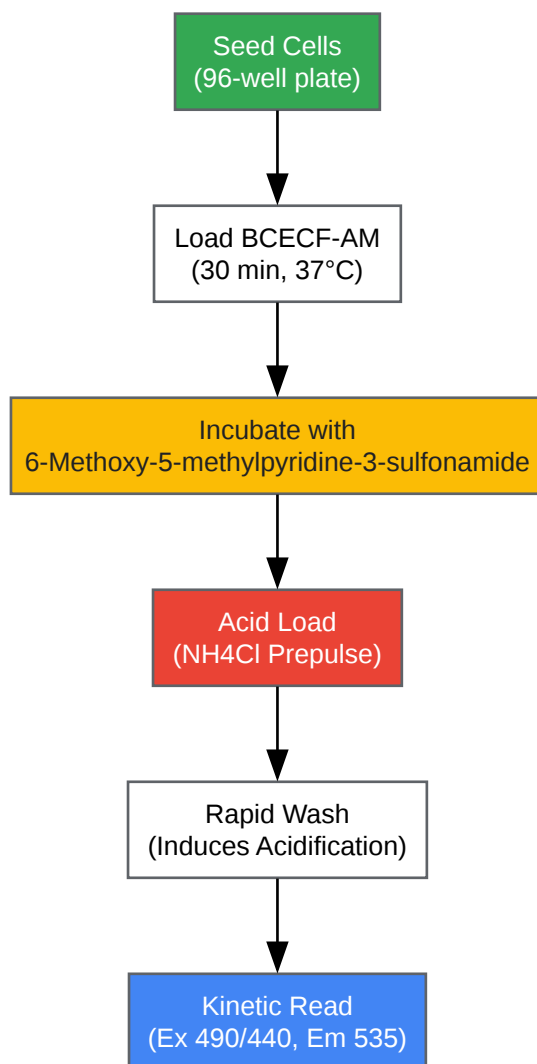 Seed Cells
(96-well plate)
Load BCECF-AM
(30 min, 37°C)
Incubate with
6-Methoxy-5-methylpyridine-3-sulfonamide
Acid Load
(NH4Cl Prepulse)
Rapid Wash
(Induces Acidification)
Kinetic Read
(Ex 490/440, Em 535)